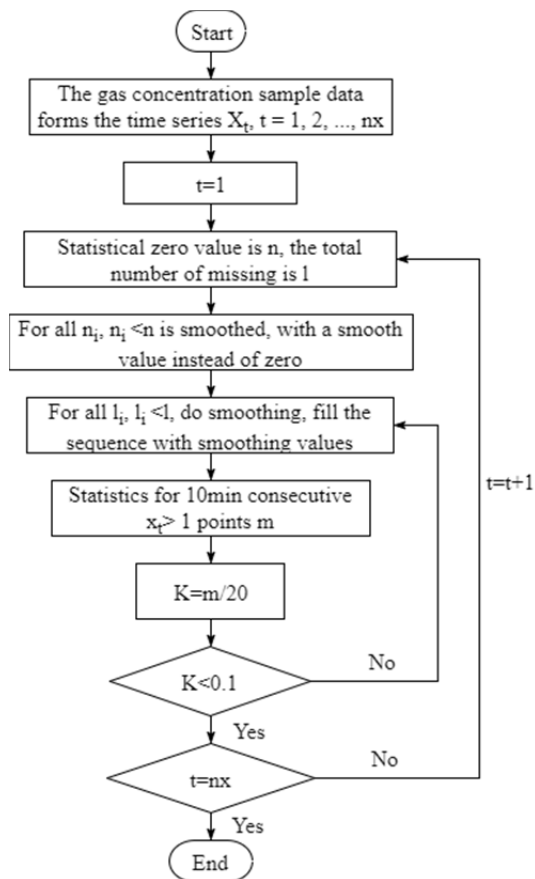 Start
The gas concentration sample data
forms the time series Xₜ, t = 1, 2, ..., nx
t=1
Statistical zero value is n, the total
number of missing is l
For all nᵢ, nᵢ <n is smoothed, with a smooth
value instead of zero
For all lᵢ, lᵢ <l, do smoothing, fill the
sequence with smoothing values
Statistics for 10min consecutive
xₜ> 1 points m
t=t+1
K=m/20
K<0.1
No
Yes
t=nx
No
Yes
End